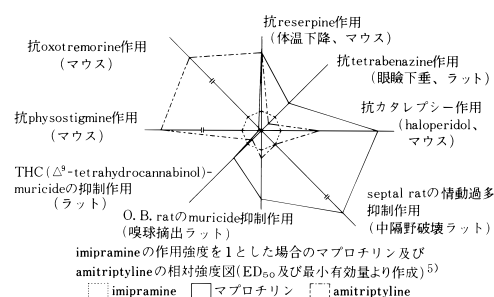 抗reserpine作用
(体温下降、マウス)
抗oxotremorine作用
(マウス)
抗tetrabenazine作用
(眼瞼下垂、ラット)
抗physostigmine作用
(マウス)
抗カタレプシー作用
(haloperidol、
マウス)
THC(△⁹-tetrahydrocannabinol)-
muricideの抑制作用
(ラット)
septal ratの情動過多
抑制作用
(中隔野破壊ラット)
O.B. ratのmuricide抑制作用
(嗅球摘出ラット)
imipramineの作用強度を1とした場合のマプロチリン及び
amitriptylineの相対強度図(ED₅₀及び最小有効量より作成)⁵⁾
imipramine マプロチリン amitriptyline